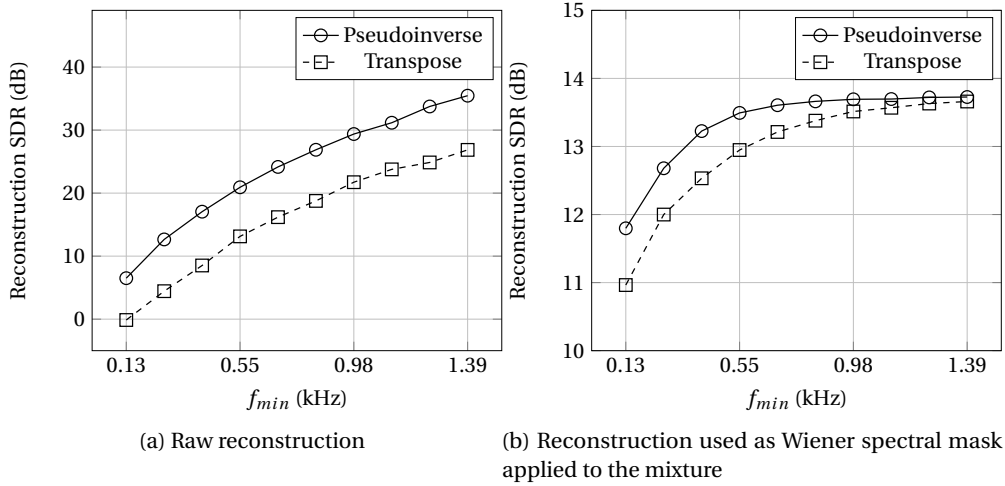 Reconstruction SDR (dB)
40
30
20
10
0
Pseudoinverse
Transpose
0.13 0.55 0.98 1.39
f_min (kHz)
(a) Raw reconstruction
Reconstruction SDR (dB)
15
14
13
12
11
10
Pseudoinverse
Transpose
0.13 0.55 0.98 1.39
f_min (kHz)
(b) Reconstruction used as Wiener spectral mask
applied to the mixture